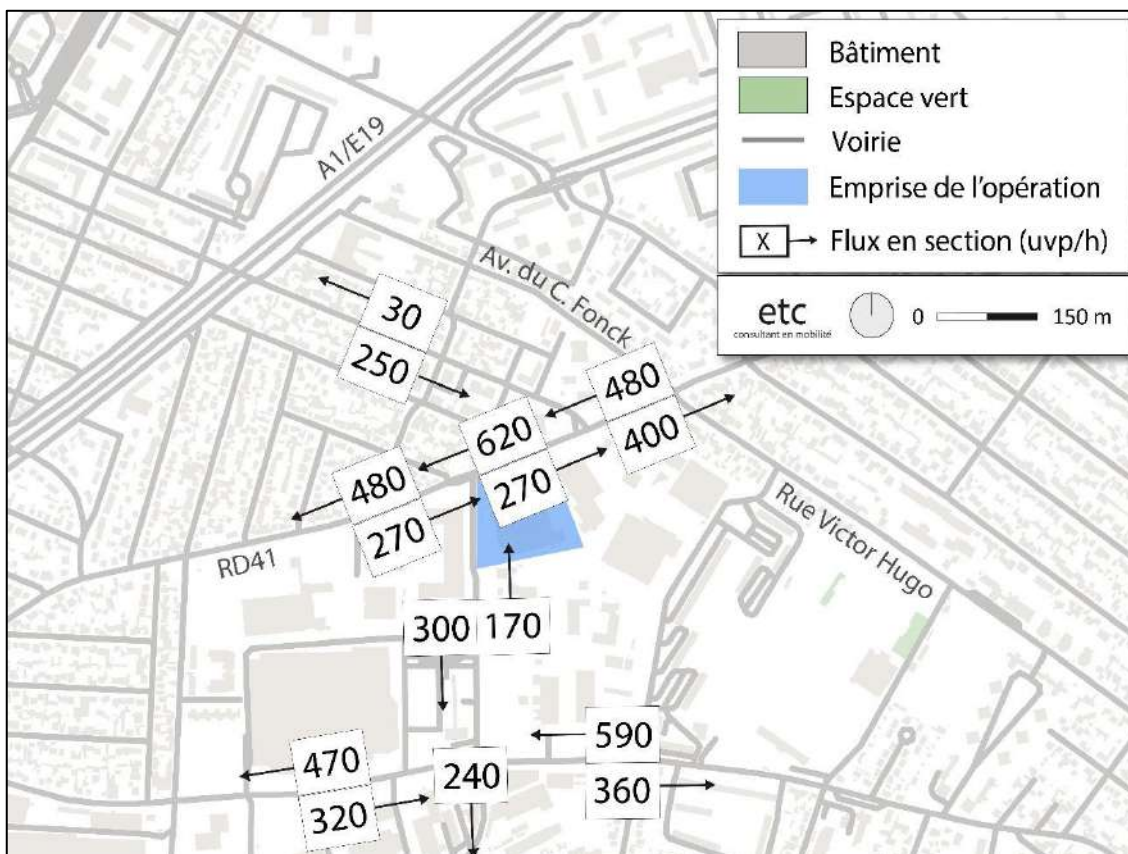 Bâtiment
Espace vert
Voirie
Emprise de l'opération
X Flux en section (uvp/h)
etc
consultant en mobilité
0 150 m
A1/E19
Av. du C. Fonck
30
250
480
400
620
270
480
270
RD41
Rue Victor Hugo
300 170
590
360
470
320
240